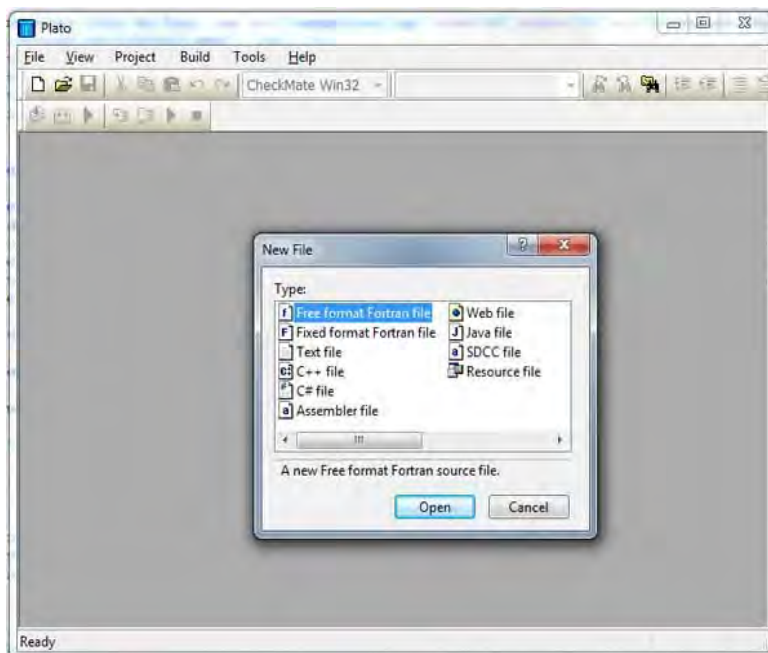 Plato
File View Project Build Tools Help
CheckMate Win32
New File
Type:
Free format Fortran file
Fixed format Fortran file
Text file
C++ file
C# file
Assembler file
Web file
Java file
SDCC file
Resource file
A new Free format Fortran source file.
Open Cancel
Ready